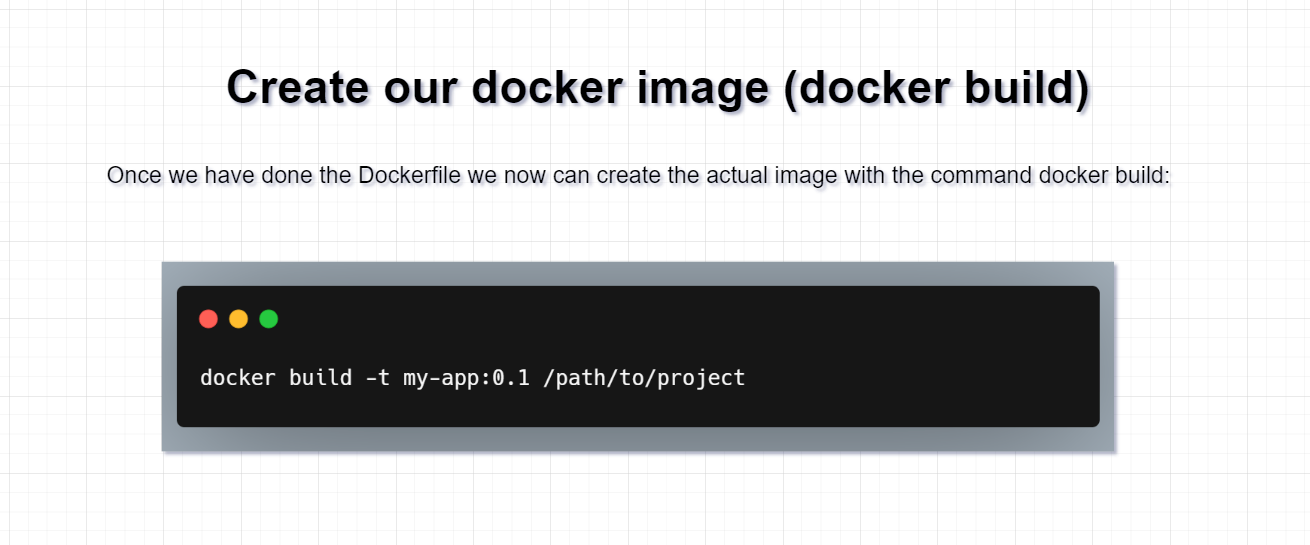 Create our docker image (docker build)
Once we have done the Dockerfile we now can create the actual image with the command docker build:
docker build -t my-app:0.1 /path/to/project